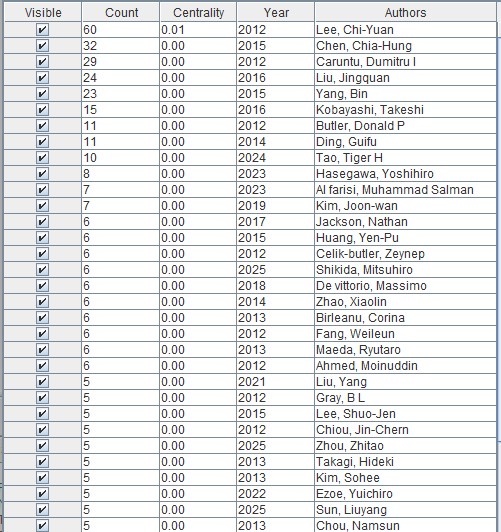 Visible Count Centrality Year Authors
60 0.01 2012 Lee, Chi-Yuan
32 0.00 2015 Chen, Chia-Hung
29 0.00 2012 Caruntu, Dumitru I
24 0.00 2016 Liu, Jingquan
23 0.00 2015 Yang, Bin
15 0.00 2016 Kobayashi, Takeshi
11 0.00 2012 Butler, Donald P
11 0.00 2014 Ding, Guifu
10 0.00 2024 Tao, Tiger H
8 0.00 2023 Hasegawa, Yoshihiro
7 0.00 2023 Al farisi, Muhammad Salman
7 0.00 2019 Kim, Joon-wan
6 0.00 2017 Jackson, Nathan
6 0.00 2015 Huang, Yen-Pu
6 0.00 2012 Celik-butler, Zeynep
6 0.00 2025 Shikida, Mitsuhiro
6 0.00 2018 De vittorio, Massimo
6 0.00 2014 Zhao, Xiaolin
6 0.00 2013 Birleanu, Corina
6 0.00 2012 Fang, Weileun
6 0.00 2013 Maeda, Ryutaro
6 0.00 2012 Ahmed, Moinuddin
5 0.00 2021 Liu, Yang
5 0.00 2012 Gray, B L
5 0.00 2015 Lee, Shuo-Jen
5 0.00 2012 Chiou, Jin-Chern
5 0.00 2025 Zhou, Zhitao
5 0.00 2013 Takagi, Hideki
5 0.00 2013 Kim, Sohee
5 0.00 2022 Ezoe, Yuichiro
5 0.00 2025 Sun, Liuyang
5 0.00 2013 Chou, Namsun